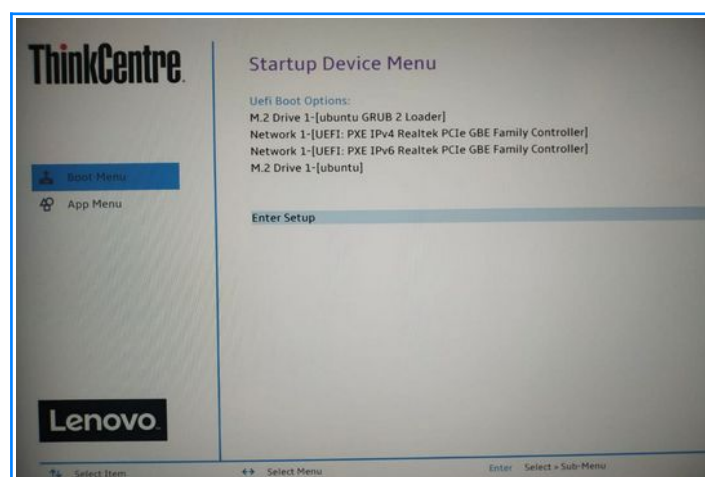 ThinkCentre
Startup Device Menu
Uefi Boot Options:
M.2 Drive 1-[ubuntu GRUB 2 Loader]
Network 1-[UEFI: PXE IPv4 Realtek PCIe GBE Family Controller]
Network 1-[UEFI: PXE IPv6 Realtek PCIe GBE Family Controller]
M.2 Drive 1-[ubuntu]
Enter Setup
Boot Menu
App Menu
Lenovo
Select Item
Select Menu
Enter Select > Sub-Menu